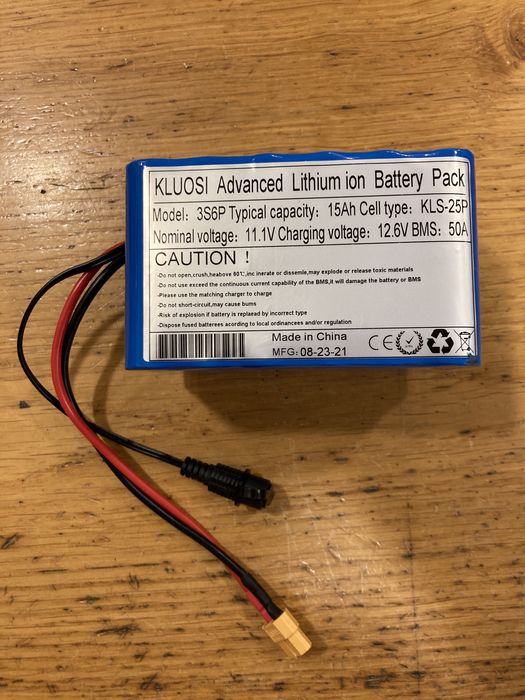 KLUOSI Advanced Lithium ion Battery Pack
Model: 3S6P Typical capacity: 15Ah Cell type: KLS-25P
Nominal voltage: 11.1V Charging voltage: 12.6V BMS: 50A
CAUTION !
-Do not open,crush,heabove 60℃,inc inerate or dissemle,may explode or release toxic materials
-Do not use exceed the continuous current capability of the BMS,it will damage the battery or BMS
-Please use the matching charger to charge
-Do not short-circuit,may cause bums
-Risk of explosion if battery is replaced by incorrect type
-Dispose fused batterees acording to local ordinancees and/or regulation
Made in China
MFG: 08-23-21
CE